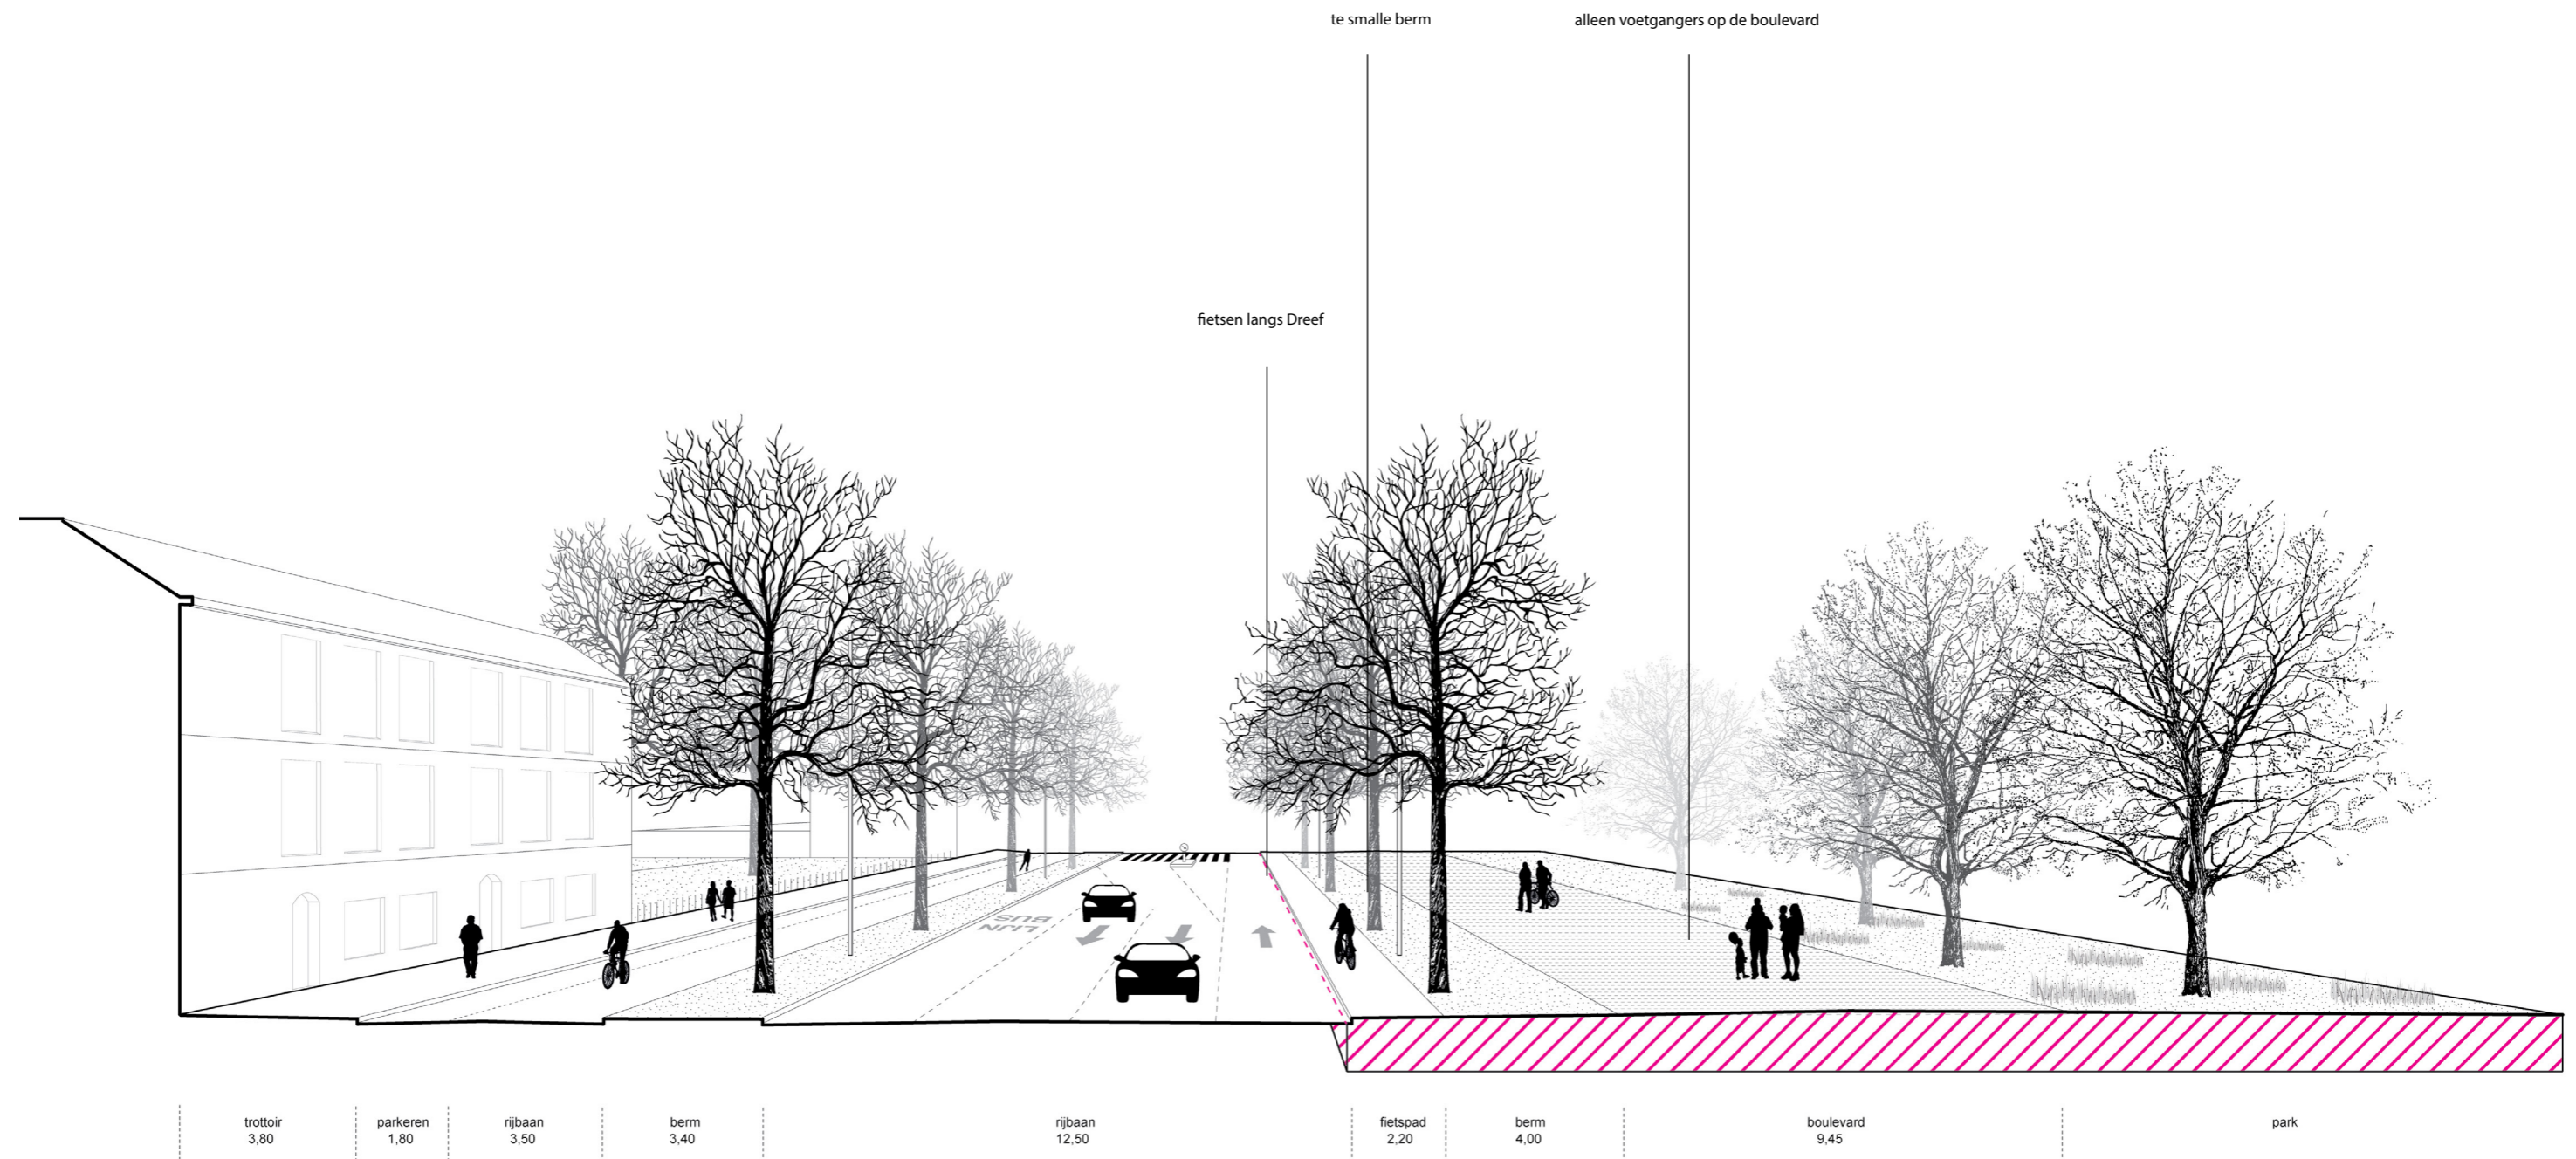 te smalle berm
alleen voetgangers op de boulevard
fietsen langs Dreef
BUS
LIJN
trottoir
3,80
parkeren
1,80
rijbaan
3,50
berm
3,40
rijbaan
12,50
fietspad
2,20
berm
4,00
boulevard
9,45
park